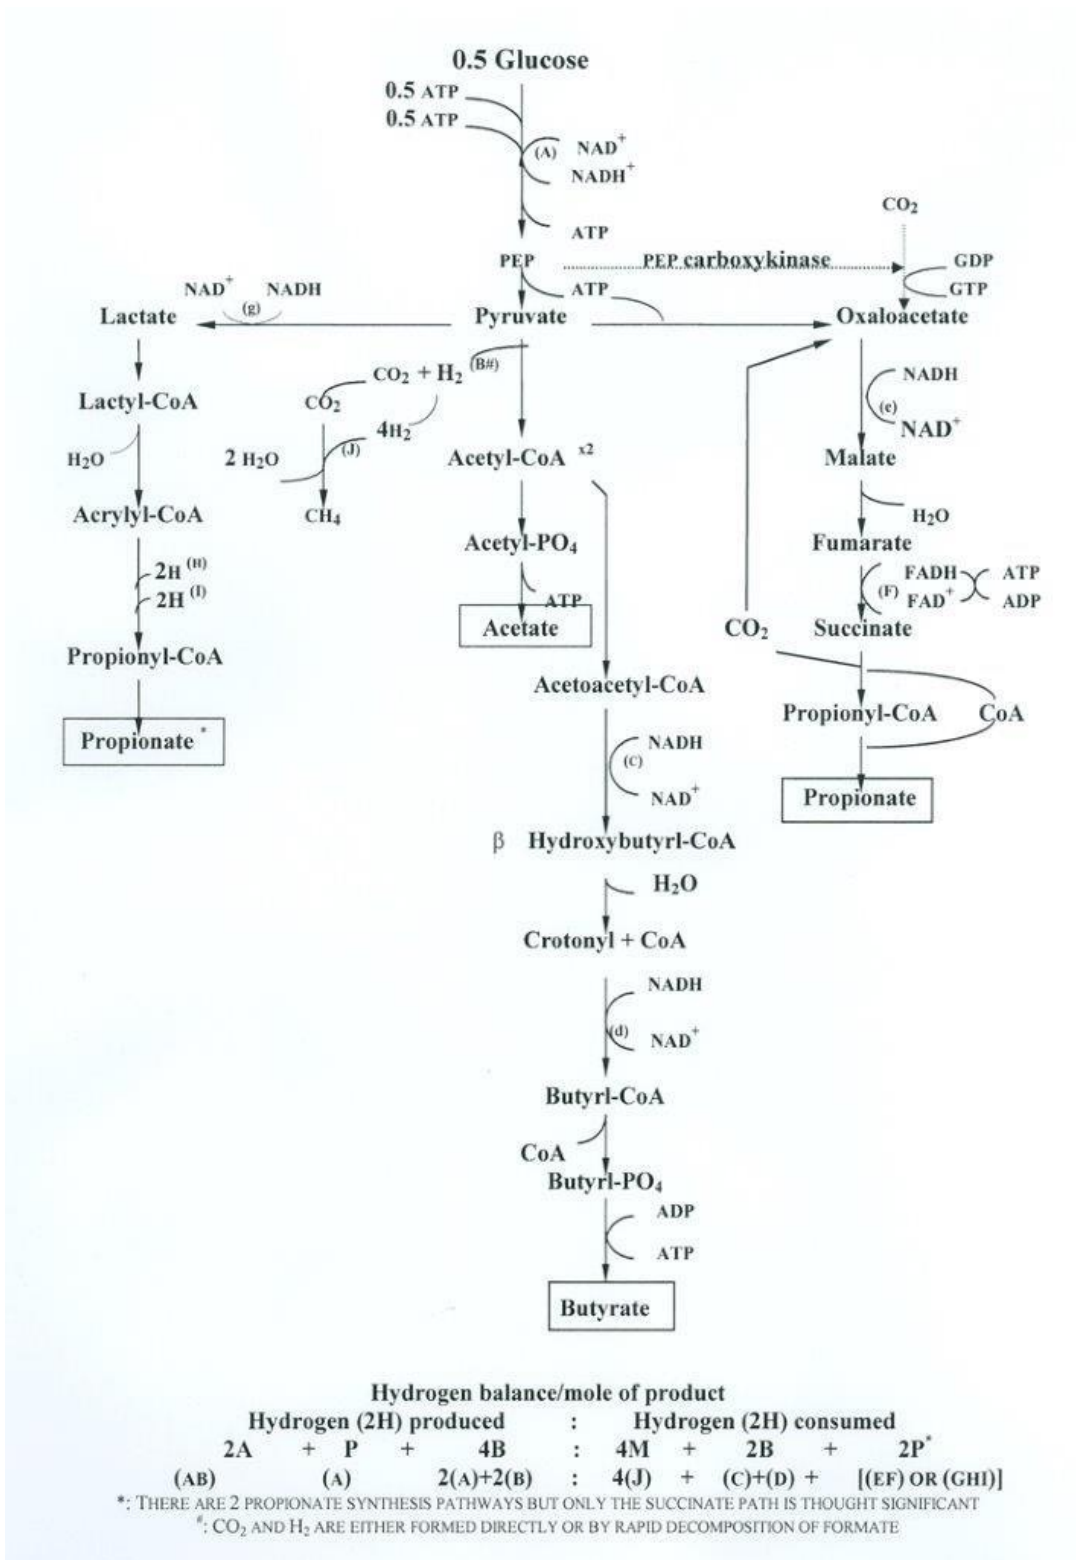 0.5 Glucose
0.5 ATP
0.5 ATP
(A)
NAD⁺
NADH⁺
ATP
CO₂
PEP
PEP carboxykinase
GDP
GTP
NAD⁺
NADH
(g)
ATP
Lactate
Pyruvate
Oxaloacetate
CO₂ + H₂
(B#)
NADH
(e)
NAD⁺
Lactyl-CoA
CO₂
4H₂
(J)
H₂O
2 H₂O
CH₄
Acetyl-CoA x2
Malate
H₂O
Acrylyl-CoA
Acetyl-PO₄
Fumarate
2H (H)
2H (I)
ATP
FADH
(F)
FAD⁺
ATP
ADP
Acetate
CO₂
Succinate
Propionyl-CoA
Acetoacetyl-CoA
Propionyl-CoA
CoA
Propionate *
NADH
(C)
NAD⁺
Propionate
β Hydroxybutyrl-CoA
H₂O
Crotonyl + CoA
NADH
(d)
NAD⁺
Butyrl-CoA
CoA
Butyrl-PO₄
ADP
ATP
Butyrate
Hydrogen balance/mole of product
Hydrogen (2H) produced : Hydrogen (2H) consumed
2A + P + 4B : 4M + 2B + 2P*
(AB) (A) 2(A)+2(B) : 4(J) + (C)+(D) + [(EF) OR (GHI)]
*: THERE ARE 2 PROPIONATE SYNTHESIS PATHWAYS BUT ONLY THE SUCCINATE PATH IS THOUGHT SIGNIFICANT
#: CO₂ AND H₂ ARE EITHER FORMED DIRECTLY OR BY RAPID DECOMPOSITION OF FORMATE